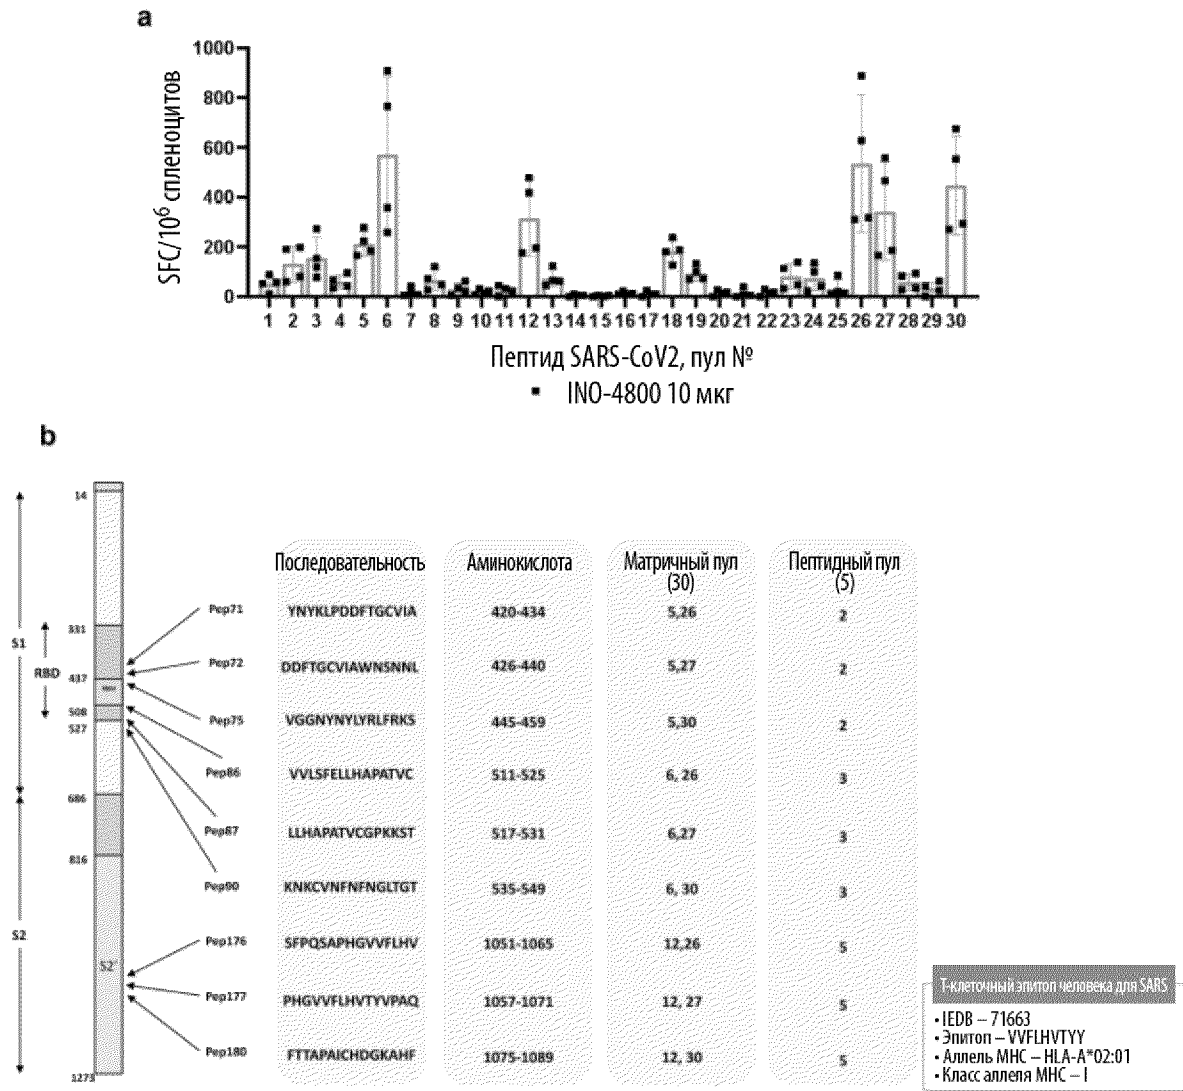 a
1000
800
600
400
200
0
SFC/10⁶ спленоцитов
1 2 3 4 5 6 7 8 9 10 11 12 13 14 15 16 17 18 19 20 21 22 23 24 25 26 27 28 29 30
Пептид SARS-CoV2, пул №
INO-4800 10 мкг
b
14
331
437
508
527
686
816
1273
S1
RBD
S2
S2'
Последовательность Аминокислота Матричный пул (30) Пептидный пул (5)
Pep71 YNYKLPDDFTGCVIA 420-434 5,26 2
Pep72 DDFTGCVIAWNSNNL 426-440 5,27 2
Pep75 VGGNYNYLYRLFRKS 445-459 5,30 2
Pep86 VVLSFELLHAPATVC 511-525 6, 26 3
Pep87 LLHAPATVCGPKKST 517-531 6,27 3
Pep90 KNKCVNFNFNGLTGT 535-549 6, 30 3
Pep176 SFPQSAPHGVVFLHV 1051-1065 12,26 5
Pep177 PHGVVFLHVTYVPAQ 1057-1071 12, 27 5
Pep180 FTTAPAICHDGKAHF 1075-1089 12, 30 5
Т-клеточный эпитоп человека для SARS
• IEDB – 71663
• Эпитоп – VVFLHVTYY
• Аллель MHC – HLA-A*02:01
• Класс аллеля MHC – I